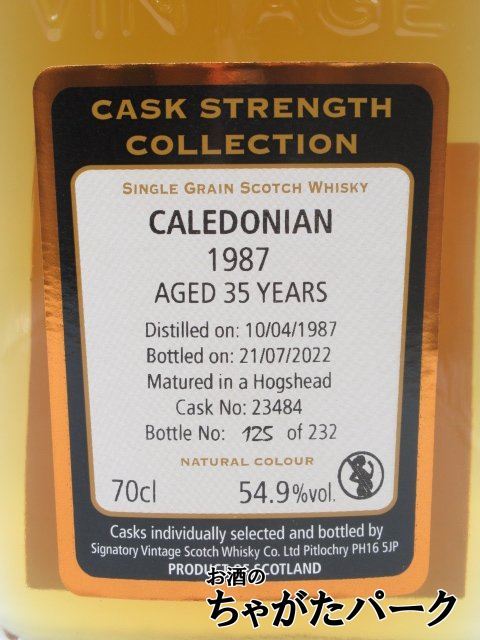 VINTAGE
CASK STRENGTH
COLLECTION
SINGLE GRAIN SCOTCH WHISKY
CALEDONIAN
1987
AGED 35 YEARS
Distilled on: 10/04/1987
Bottled on: 21/07/2022
Matured in a Hogshead
Cask No: 23484
Bottle No: 125 of 232
NATURAL COLOUR
70cl 54.9%vol.
Casks individually selected and bottled by
Signatory Vintage Scotch Whisky Co. Ltd Pitlochry PH16 5JP
PRODUCE OF SCOTLAND
お酒の
ちゃがたパーク